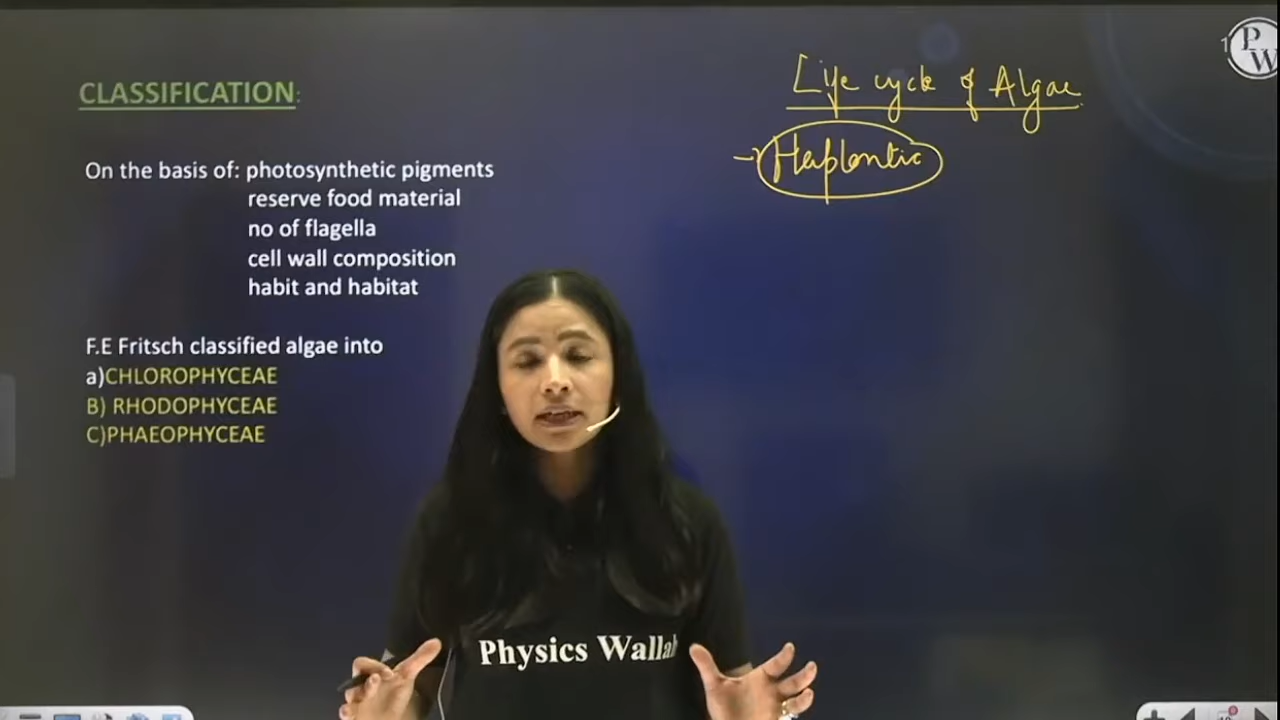 CLASSIFICATION:
On the basis of: photosynthetic pigments
reserve food material
no of flagella
cell wall composition
habit and habitat
F.E Fritsch classified algae into
a)CHLOROPHYCEAE
B) RHODOPHYCEAE
C)PHAEOPHYCEAE
Life cycle of Algae
→ Haplontic
PW
Physics Wallah